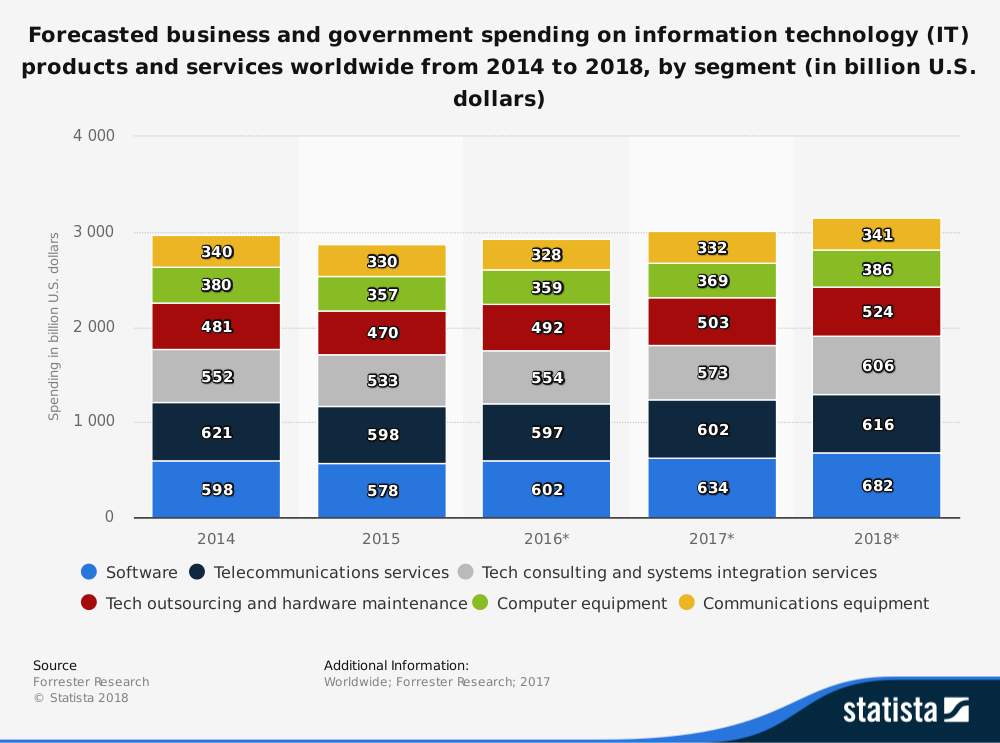 Forecasted business and government spending on information technology (IT)
products and services worldwide from 2014 to 2018, by segment (in billion U.S.
dollars)
Spending in billion U.S. dollars
4 000
3 000
2 000
1 000
0
340 330 328 332 341
380 357 359 369 386
481 470 492 503 524
552 533 554 573 606
621 598 597 602 616
598 578 602 634 682
2014 2015 2016* 2017* 2018*
Software Telecommunications services Tech consulting and systems integration services
Tech outsourcing and hardware maintenance Computer equipment Communications equipment
Source
Forrester Research
© Statista 2018
Additional Information:
Worldwide; Forrester Research; 2017
statista